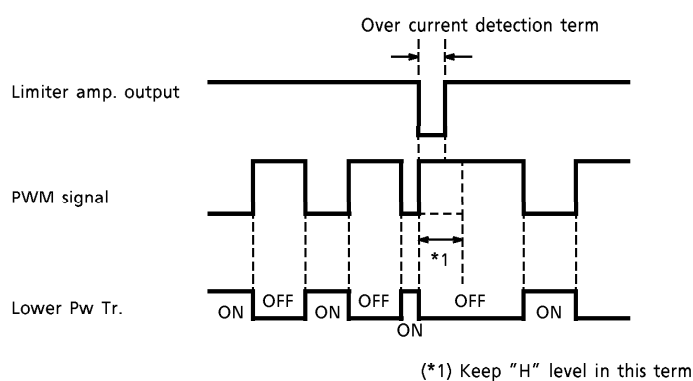 Over current detection term
Limiter amp. output
PWM signal
*1
Lower Pw Tr.
ON
OFF
ON
OFF
ON
OFF
ON
(*1) Keep "H" level in this term